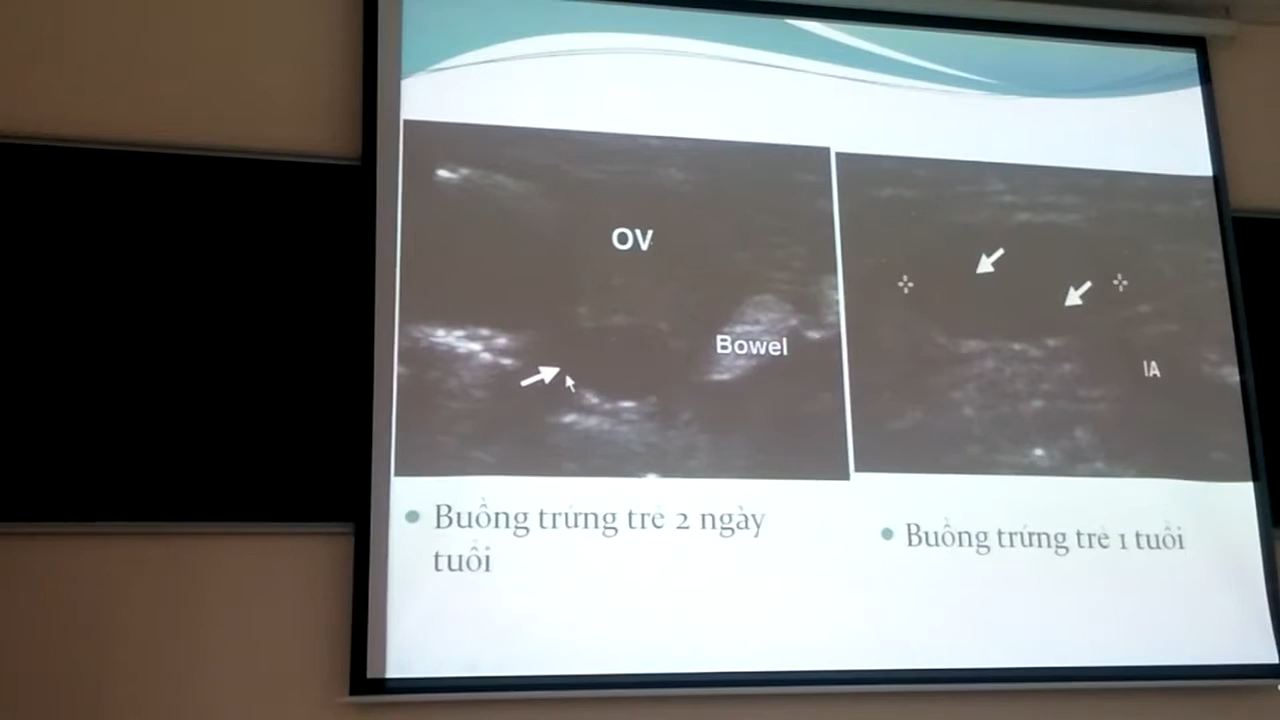 OV
Bowel
IA
Buồng trứng trẻ 2 ngày
tuổi
Buồng trứng trẻ 1 tuổi